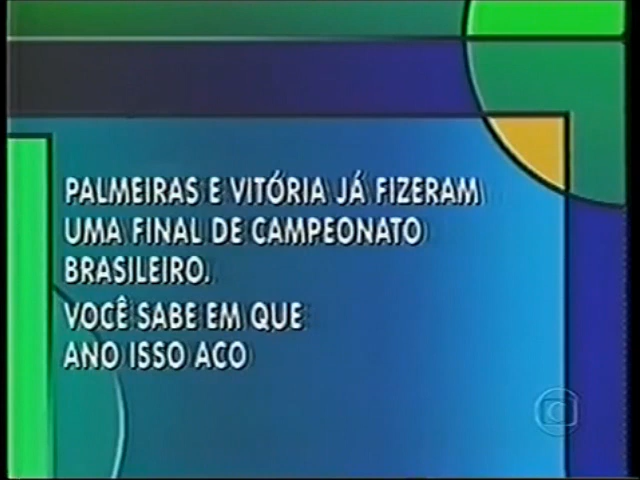 PALMEIRAS E VITÓRIA JÁ FIZERAM
UMA FINAL DE CAMPEONATO
BRASILEIRO.
VOCÊ SABE EM QUE
ANO ISSO ACO